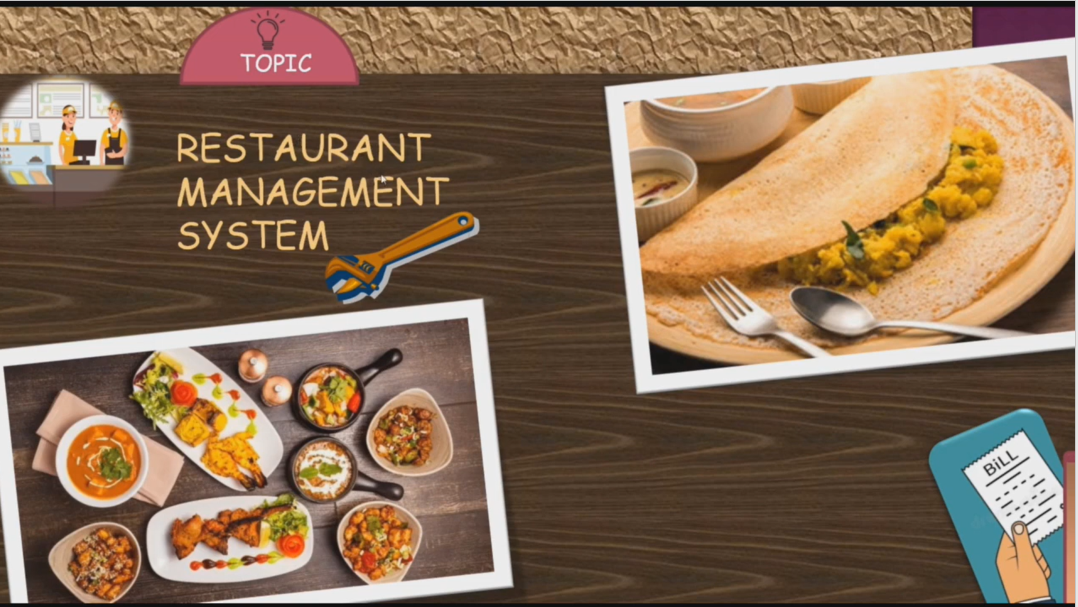 TOPIC
RESTAURANT
MANAGEMENT
SYSTEM
BiLL